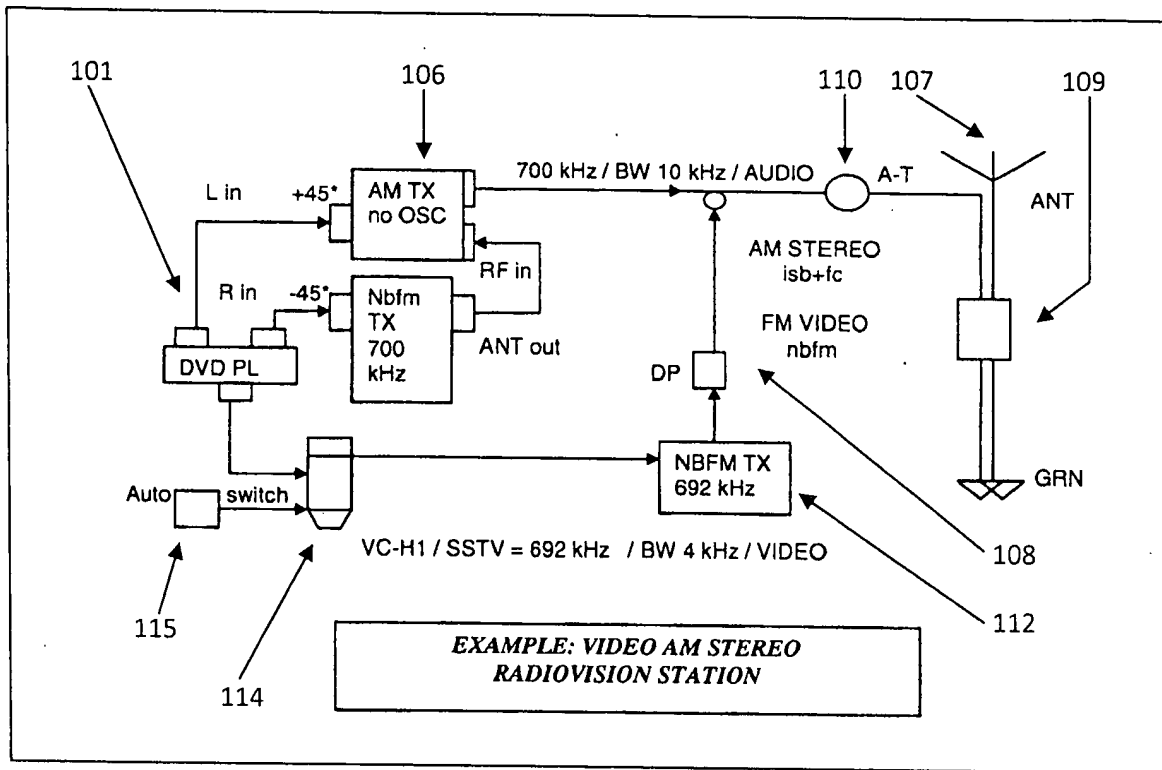 101
106
110
107
109
L in
+45*
AM TX
no OSC
700 kHz / BW 10 kHz / AUDIO
A-T
ANT
RF in
AM STEREO
isb+fc
R in
-45*
Nbfm
TX
700
kHz
ANT out
FM VIDEO
nbfm
DVD PL
DP
NBFM TX
692 kHz
GRN
Auto
switch
VC-H1 / SSTV = 692 kHz / BW 4 kHz / VIDEO
108
115
112
114
EXAMPLE: VIDEO AM STEREO
RADIOVISION STATION